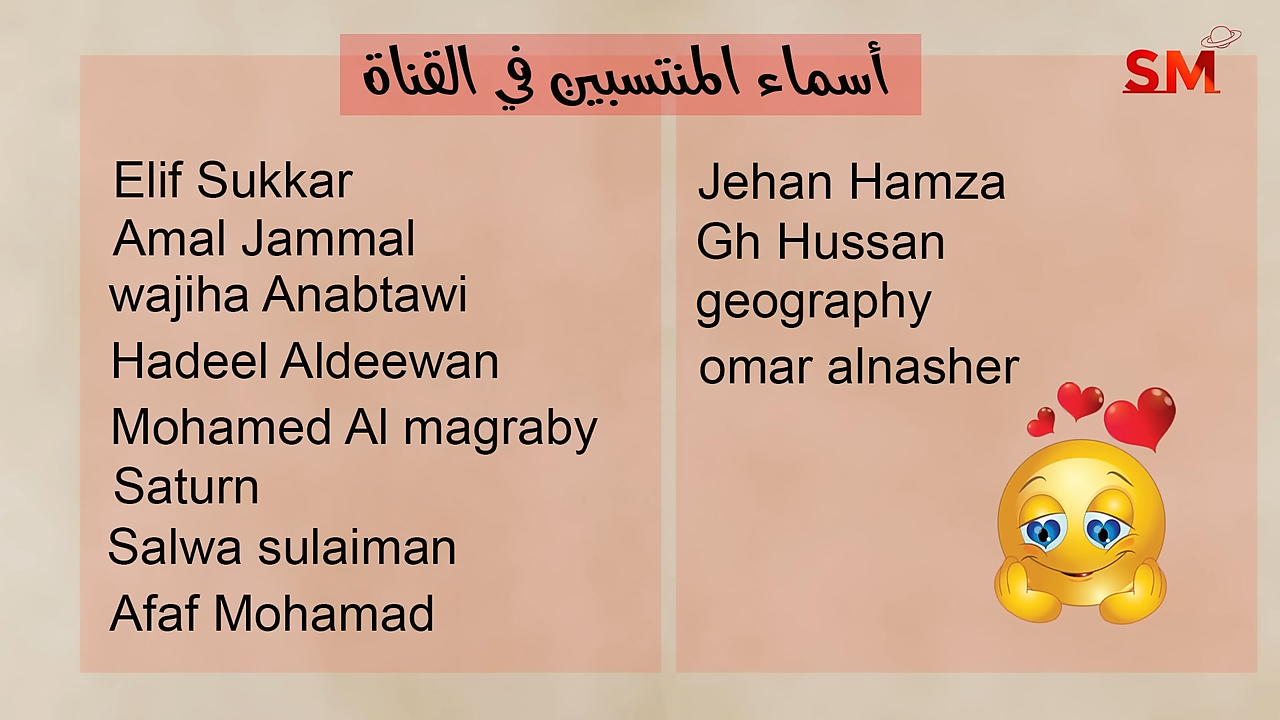 أسماء المنتسبين في القناة
SM
Elif Sukkar
Amal Jammal
wajiha Anabtawi
Hadeel Aldeewan
Mohamed Al magraby
Saturn
Salwa sulaiman
Afaf Mohamad
Jehan Hamza
Gh Hussan
geography
omar alnasher